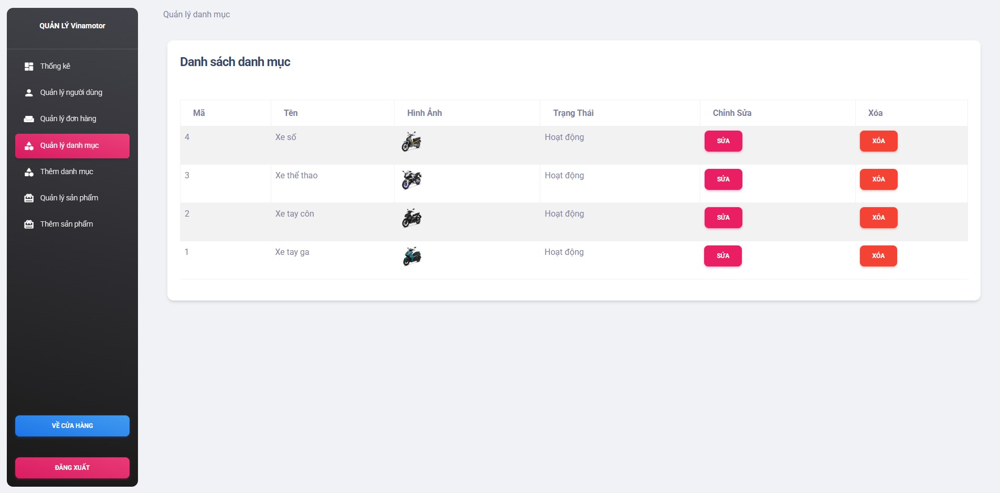 QUẢN LÝ Vinamotor
Thống kê
Quản lý người dùng
Quản lý đơn hàng
Quản lý danh mục
Thêm danh mục
Quản lý sản phẩm
Thêm sản phẩm
VỀ CỬA HÀNG
ĐĂNG XUẤT
Quản lý danh mục
Danh sách danh mục
Mã Tên Hình Ảnh Trạng Thái Chỉnh Sửa Xóa
4 Xe số Hoạt động SỬA XÓA
3 Xe thể thao Hoạt động SỬA XÓA
2 Xe tay côn Hoạt động SỬA XÓA
1 Xe tay ga Hoạt động SỬA XÓA